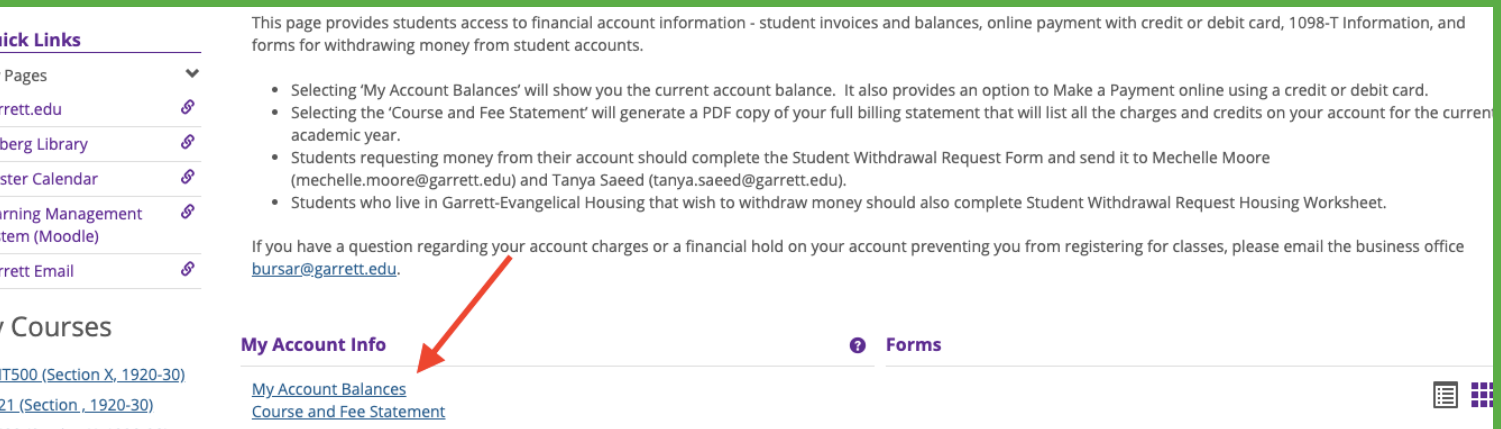 This page provides students access to financial account information - student invoices and balances, online payment with credit or debit card, 1098-T Information, and
forms for withdrawing money from student accounts.
• Selecting ‘My Account Balances’ will show you the current account balance.  It also provides an option to Make a Payment online using a credit or debit card.
• Selecting the ‘Course and Fee Statement’ will generate a PDF copy of your full billing statement that will list all the charges and credits on your account for the current
academic year.
• Students requesting money from their account should complete the Student Withdrawal Request Form and send it to Mechelle Moore
(mechelle.moore@garrett.edu) and Tanya Saeed (tanya.saeed@garrett.edu).
• Students who live in Garrett-Evangelical Housing that wish to withdraw money should also complete Student Withdrawal Request Housing Worksheet.
If you have a question regarding your account charges or a financial hold on your account preventing you from registering for classes, please email the business office
bursar@garrett.edu.
Links
Pages
rrett.edu
berg Library
ster Calendar
arning Management
stem (Moodle)
rrett Email
Courses
T500 (Section X, 1920-30)
21 (Section , 1920-30)
My Account Info
My Account Balances
Course and Fee Statement
Forms